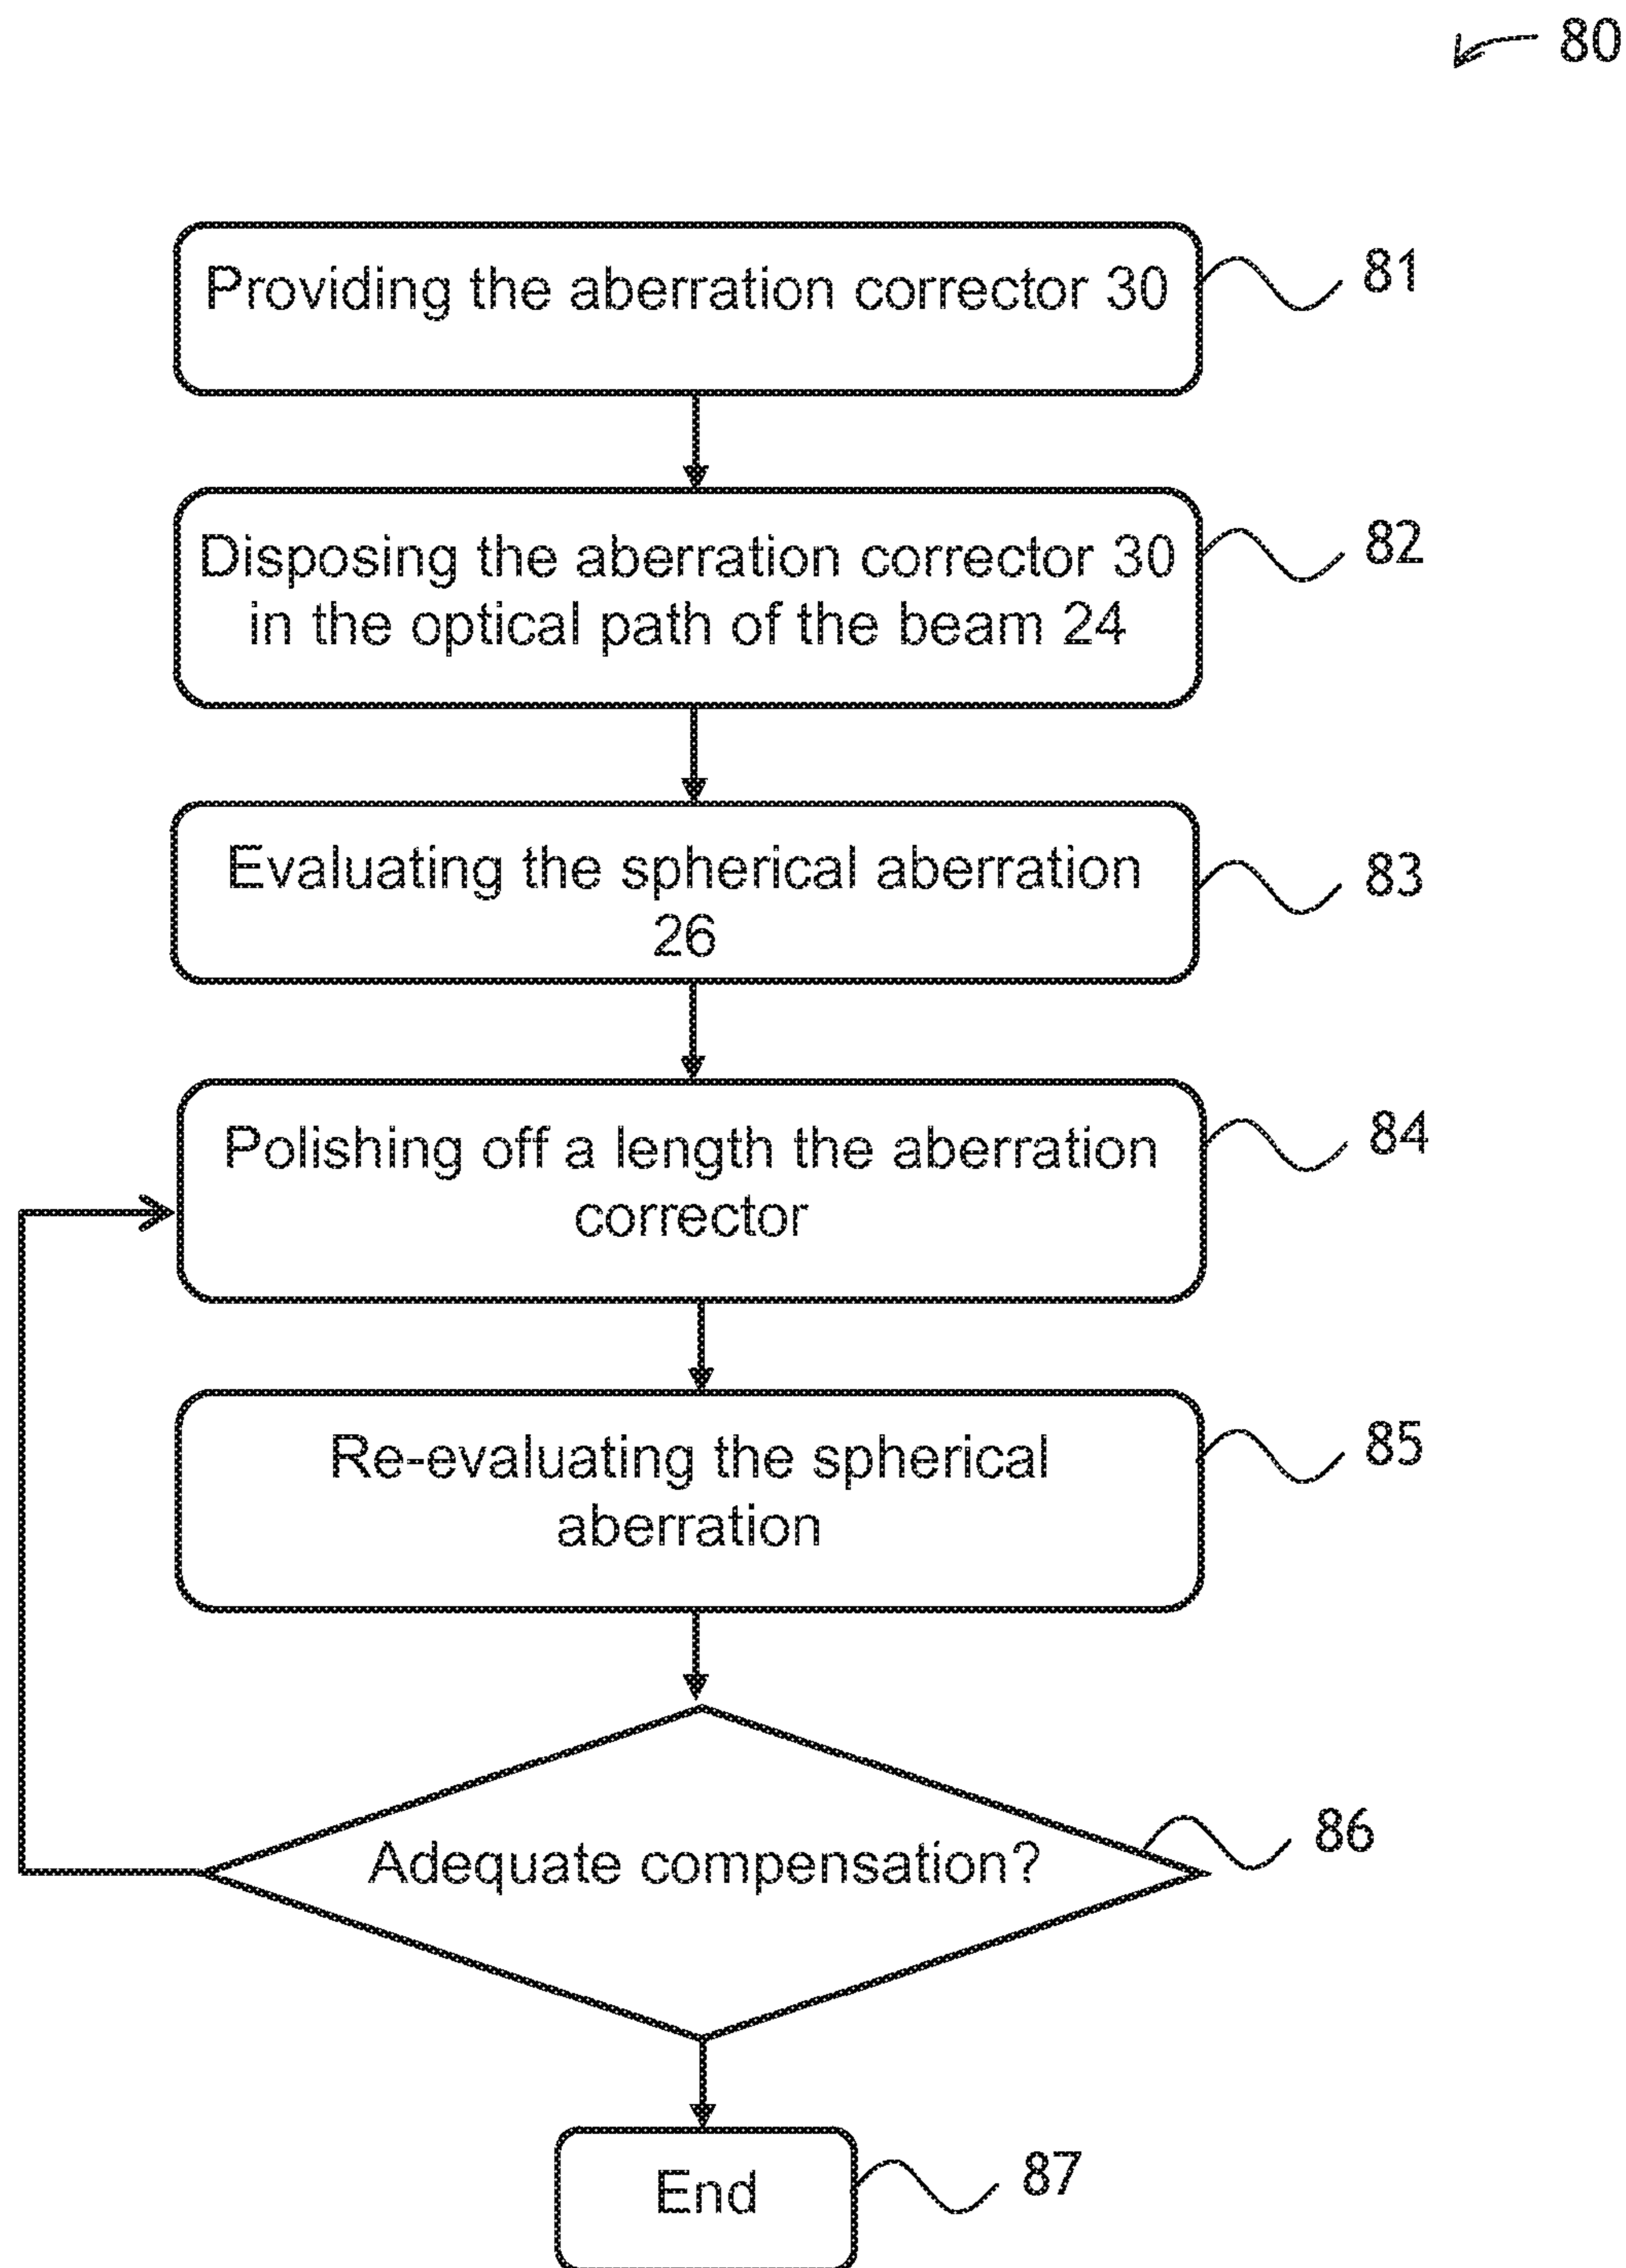 80
Providing the aberration corrector 30
81
Disposing the aberration corrector 30
in the optical path of the beam 24
82
Evaluating the spherical aberration
26
83
Polishing off a length the aberration
corrector
84
Re-evaluating the spherical
aberration
85
Adequate compensation?
86
End
87